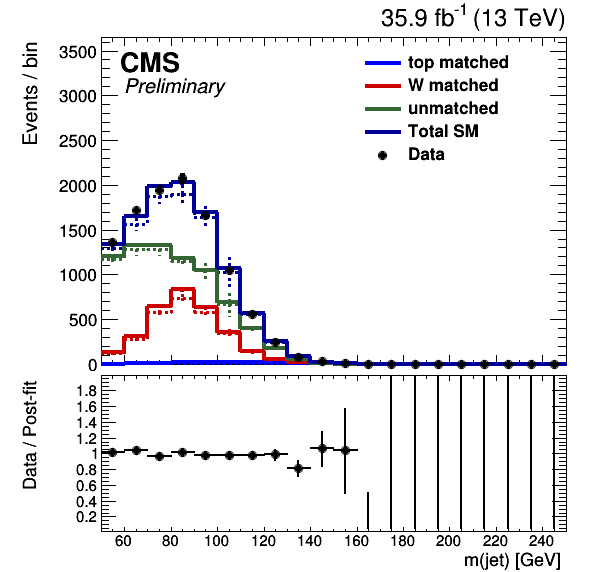 35.9 fb⁻¹ (13 TeV)
Events / bin
CMS
Preliminary
top matched
W matched
unmatched
Total SM
Data
3500
3000
2500
2000
1500
1000
500
0
Data / Post-fit
1.8
1.6
1.4
1.2
1
0.8
0.6
0.4
0.2
60 80 100 120 140 160 180 200 220 240
m(jet) [GeV]